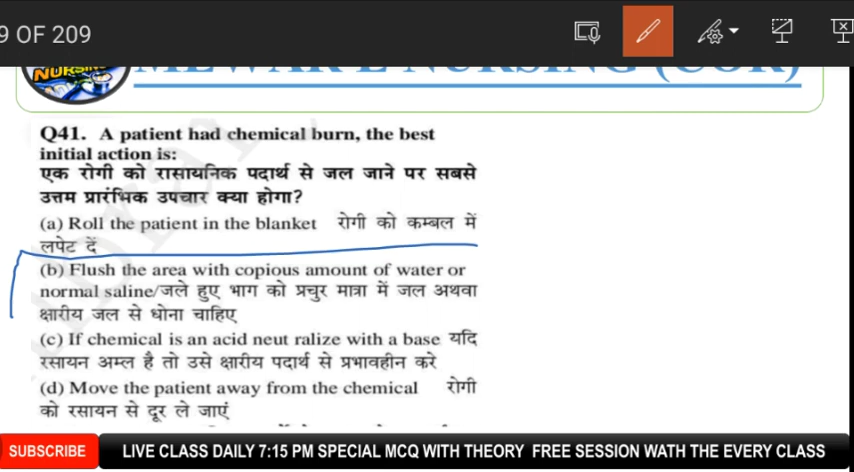 9 OF 209
NURSING
MEWAR E NURSING (COR)
Q41. A patient had chemical burn, the best
initial action is:
एक रोगी को रासायनिक पदार्थ से जल जाने पर सबसे
उत्तम प्रारंभिक उपचार क्या होगा?
(a) Roll the patient in the blanket रोगी को कम्बल में
लपेट दें
(b) Flush the area with copious amount of water or
normal saline/जले हुए भाग को प्रचुर मात्रा में जल अथवा
क्षारीय जल से धोना चाहिए
(c) If chemical is an acid neut ralize with a base यदि
रसायन अम्ल है तो उसे क्षारीय पदार्थ से प्रभावहीन करे
(d) Move the patient away from the chemical रोगी
को रसायन से दूर ले जाएं
SUBSCRIBE LIVE CLASS DAILY 7:15 PM SPECIAL MCQ WITH THEORY FREE SESSION WATH THE EVERY CLASS